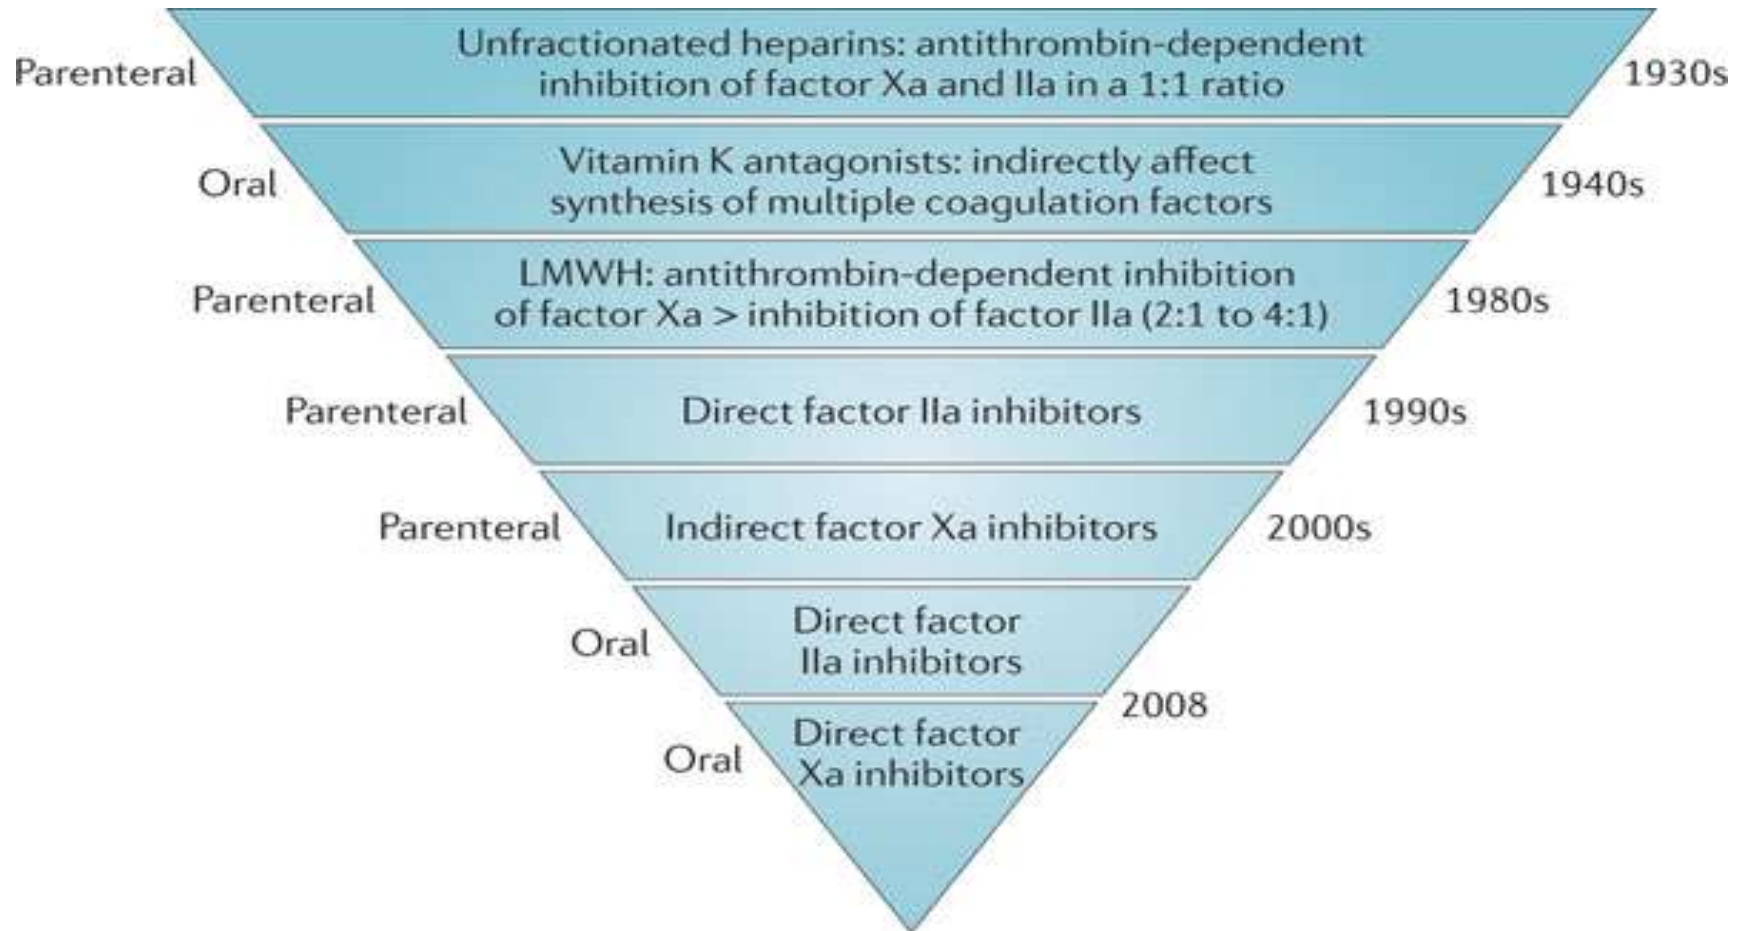 Parenteral
Unfractionated heparins: antithrombin-dependent
inhibition of factor Xa and IIa in a 1:1 ratio
1930s
Oral
Vitamin K antagonists: indirectly affect
synthesis of multiple coagulation factors
1940s
Parenteral
LMWH: antithrombin-dependent inhibition
of factor Xa > inhibition of factor IIa (2:1 to 4:1)
1980s
Parenteral
Direct factor IIa inhibitors
1990s
Parenteral
Indirect factor Xa inhibitors
2000s
Oral
Direct factor
IIa inhibitors
2008
Oral
Direct factor
Xa inhibitors